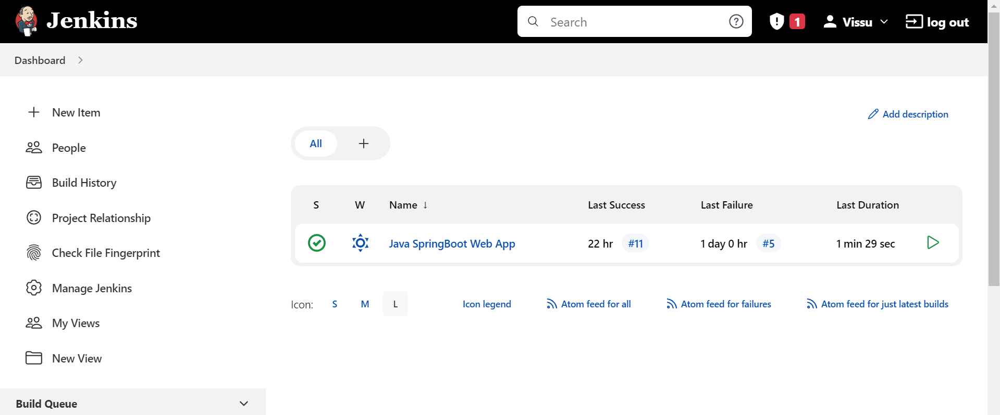 Jenkins
Search
1
Vissu
log out
Dashboard
New Item
People
Build History
Project Relationship
Check File Fingerprint
Manage Jenkins
My Views
New View
Build Queue
Add description
All
S W Name ↓ Last Success Last Failure Last Duration
Java SpringBoot Web App 22 hr #11 1 day 0 hr #5 1 min 29 sec
Icon: S M L Icon legend Atom feed for all Atom feed for failures Atom feed for just latest builds